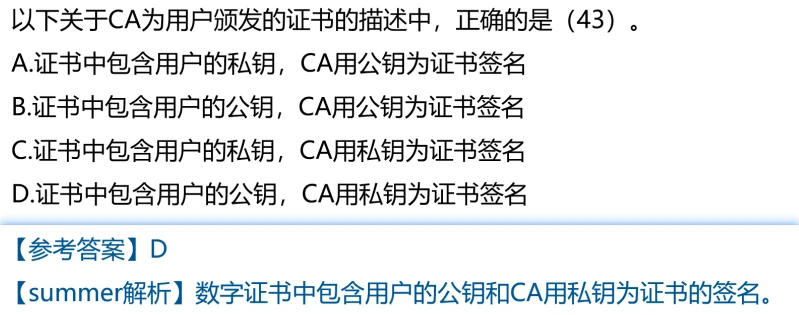 以下关于CA为用户颁发的证书的描述中，正确的是（43）。
A.证书中包含用户的私钥，CA用公钥为证书签名
B.证书中包含用户的公钥，CA用公钥为证书签名
C.证书中包含用户的私钥，CA用私钥为证书签名
D.证书中包含用户的公钥，CA用私钥为证书签名
【参考答案】D
【summer解析】数字证书中包含用户的公钥和CA用私钥为证书的签名。